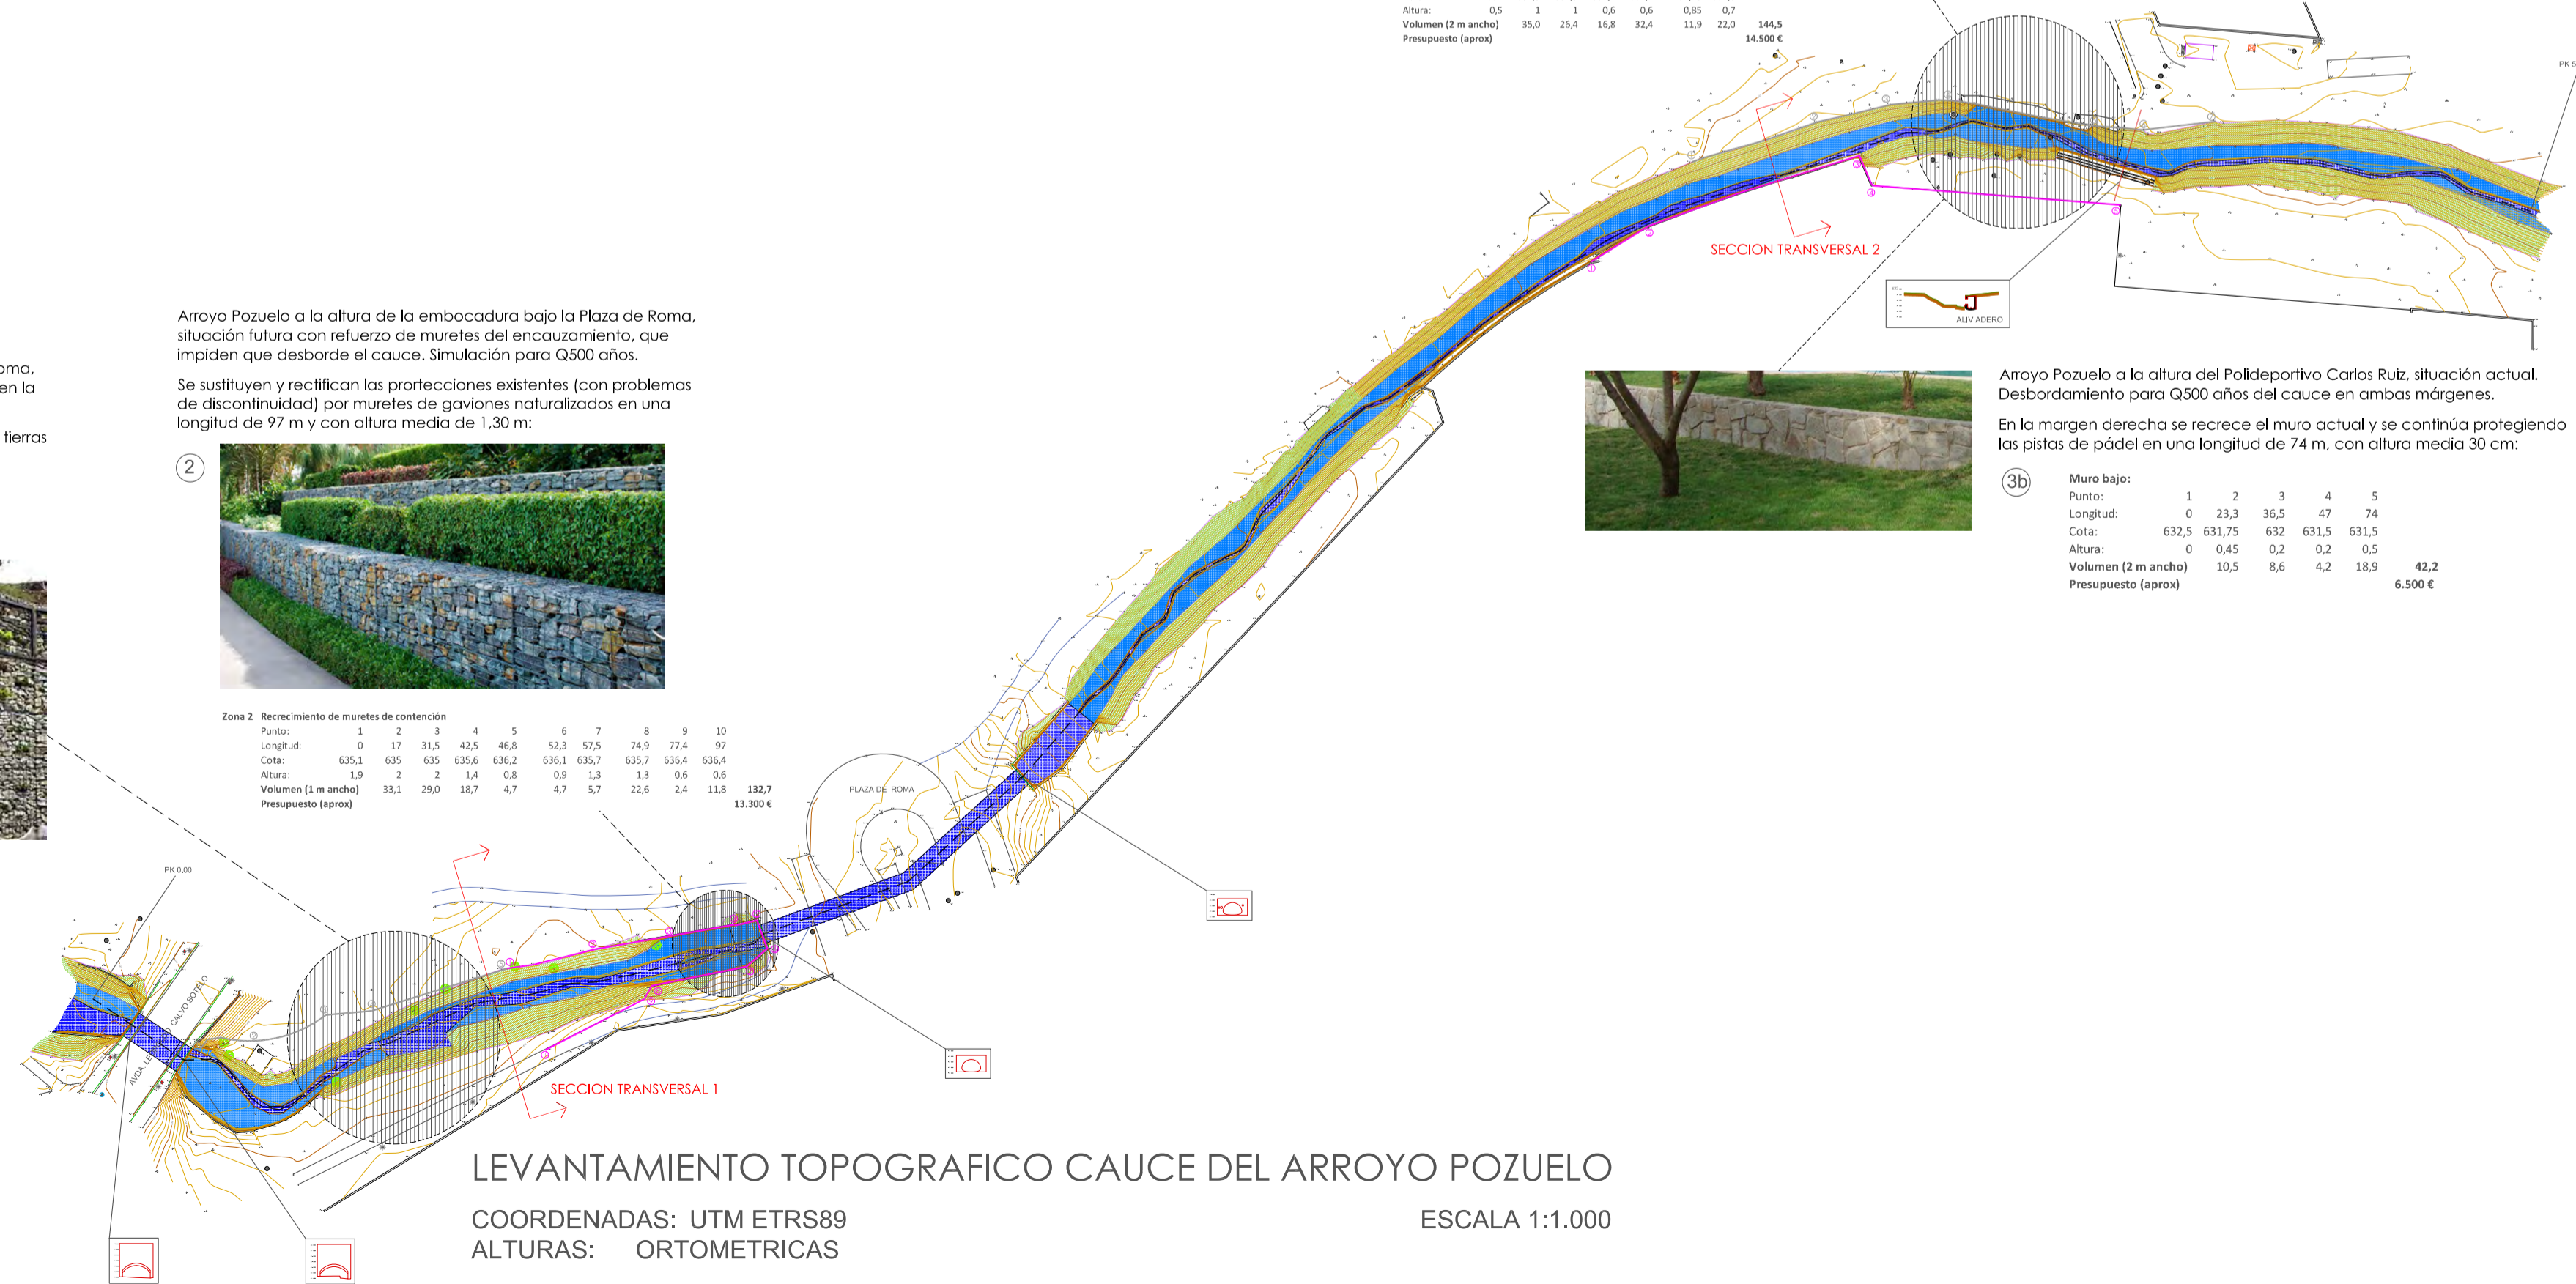 Altura: 0,5 1 1 0,6 0,6 0,85 0,7
Volumen (2 m ancho) 35,0 26,4 16,8 32,4 11,9 22,0 144,5
Presupuesto (aprox) 14.500 €
PK 5
SECCION TRANSVERSAL 2
ALIVIADERO
oma,
en la
tierras
Arroyo Pozuelo a la altura de la embocadura bajo la Plaza de Roma,
situación futura con refuerzo de muretes del encauzamiento, que
impiden que desborde el cauce. Simulación para Q500 años.
Se sustituyen y rectifican las prortecciones existentes (con problemas
de discontinuidad) por muretes de gaviones naturalizados en una
longitud de 97 m y con altura media de 1,30 m:
2
Zona 2 Recrecimiento de muretes de contención
Punto: 1 2 3 4 5 6 7 8 9 10
Longitud: 0 17 31,5 42,5 46,8 52,3 57,5 74,9 77,4 97
Cota: 635,1 635 635 635,6 636,2 636,1 635,7 635,7 636,4 636,4
Altura: 1,9 2 2 1,4 0,8 0,9 1,3 1,3 0,6 0,6
Volumen (1 m ancho) 33,1 29,0 18,7 4,7 4,7 5,7 22,6 2,4 11,8 132,7
Presupuesto (aprox) 13.300 €
Arroyo Pozuelo a la altura del Polideportivo Carlos Ruiz, situación actual.
Desbordamiento para Q500 años del cauce en ambas márgenes.
En la margen derecha se recrece el muro actual y se continúa protegiendo
las pistas de pádel en una longitud de 74 m, con altura media 30 cm:
3b
Muro bajo:
Punto: 1 2 3 4 5
Longitud: 0 23,3 36,5 47 74
Cota: 632,5 631,75 632 631,5 631,5
Altura: 0 0,45 0,2 0,2 0,5
Volumen (2 m ancho) 10,5 8,6 4,2 18,9 42,2
Presupuesto (aprox) 6.500 €
PLAZA DE ROMA
PK 0,00
AVDA. LE
O CALVO SOTELO
SECCION TRANSVERSAL 1
LEVANTAMIENTO TOPOGRAFICO CAUCE DEL ARROYO POZUELO
COORDENADAS: UTM ETRS89
ESCALA 1:1.000
ALTURAS: ORTOMETRICAS